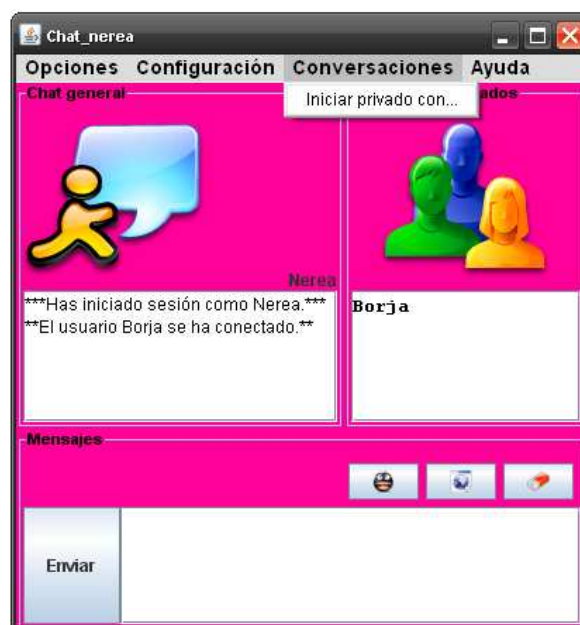 Chat_nerea
Opciones Configuración Conversaciones Ayuda
Chat general
Iniciar privado con...
ados
Nerea
***Has iniciado sesión como Nerea.***
**El usuario Borja se ha conectado.**
Borja
Mensajes
Enviar